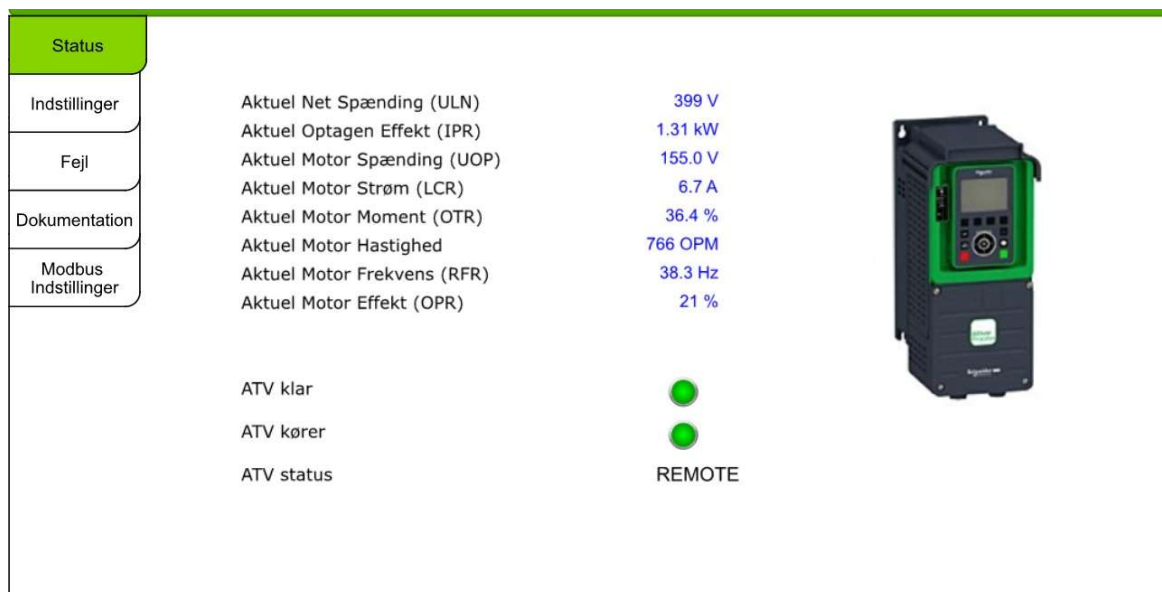 Status
Indstillinger
Fejl
Dokumentation
Modbus
Indstillinger
Aktuel Net Spænding (ULN) 399 V
Aktuel Optagen Effekt (IPR) 1.31 kW
Aktuel Motor Spænding (UOP) 155.0 V
Aktuel Motor Strøm (LCR) 6.7 A
Aktuel Motor Moment (OTR) 36.4 %
Aktuel Motor Hastighed 766 OPM
Aktuel Motor Frekvens (RFR) 38.3 Hz
Aktuel Motor Effekt (OPR) 21 %
ATV klar
ATV kører
ATV status REMOTE